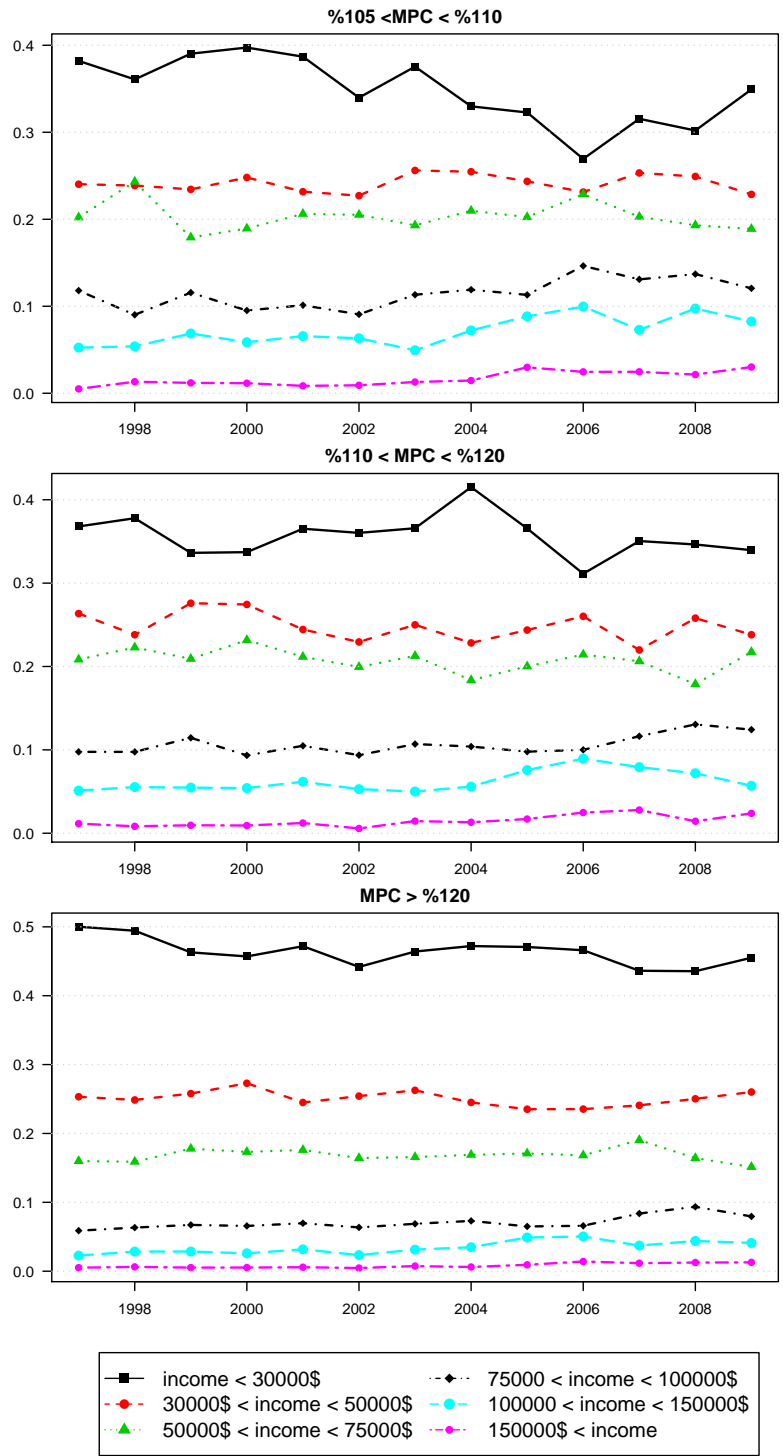 %105 <MPC < %110
0.4
0.3
0.2
0.1
0.0
1998 2000 2002 2004 2006 2008
%110 < MPC < %120
0.4
0.3
0.2
0.1
0.0
1998 2000 2002 2004 2006 2008
MPC > %120
0.5
0.4
0.3
0.2
0.1
0.0
1998 2000 2002 2004 2006 2008
income < 30000$ 75000 < income < 100000$
30000$ < income < 50000$ 100000 < income < 150000$
50000$ < income < 75000$ 150000$ < income